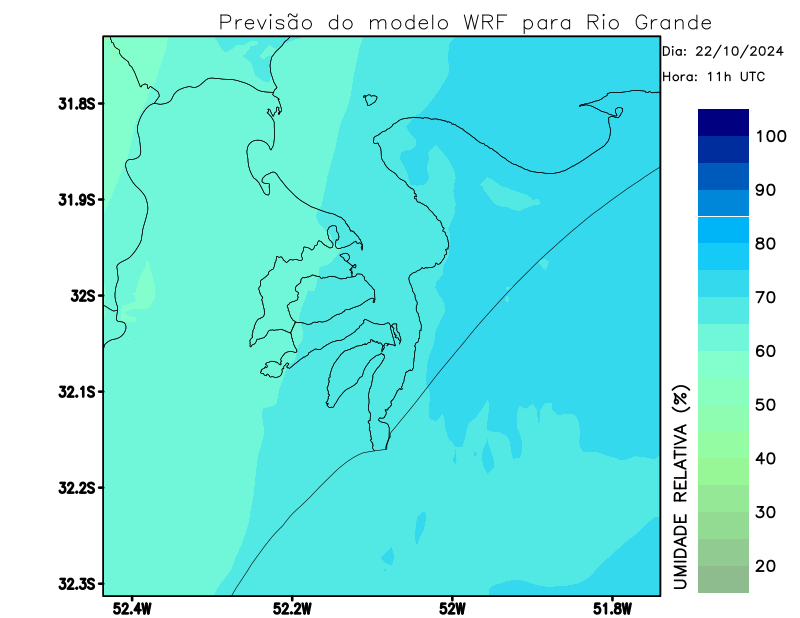 Previsão do modelo WRF para Rio Grande
Dia: 22/10/2024
Hora: 11h UTC
31.8S
31.9S
32S
32.1S
32.2S
32.3S
52.4W
52.2W
52W
51.8W
100
90
80
70
60
50
40
30
20
UMIDADE RELATIVA (%)